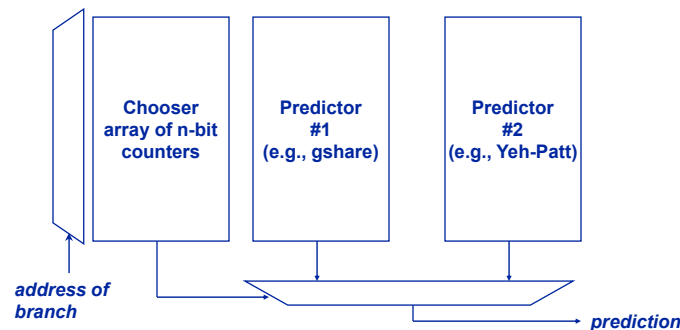 Chooser
array of n-bit
counters
Predictor
#1
(e.g., gshare)
Predictor
#2
(e.g., Yeh-Patt)
address of
branch
prediction